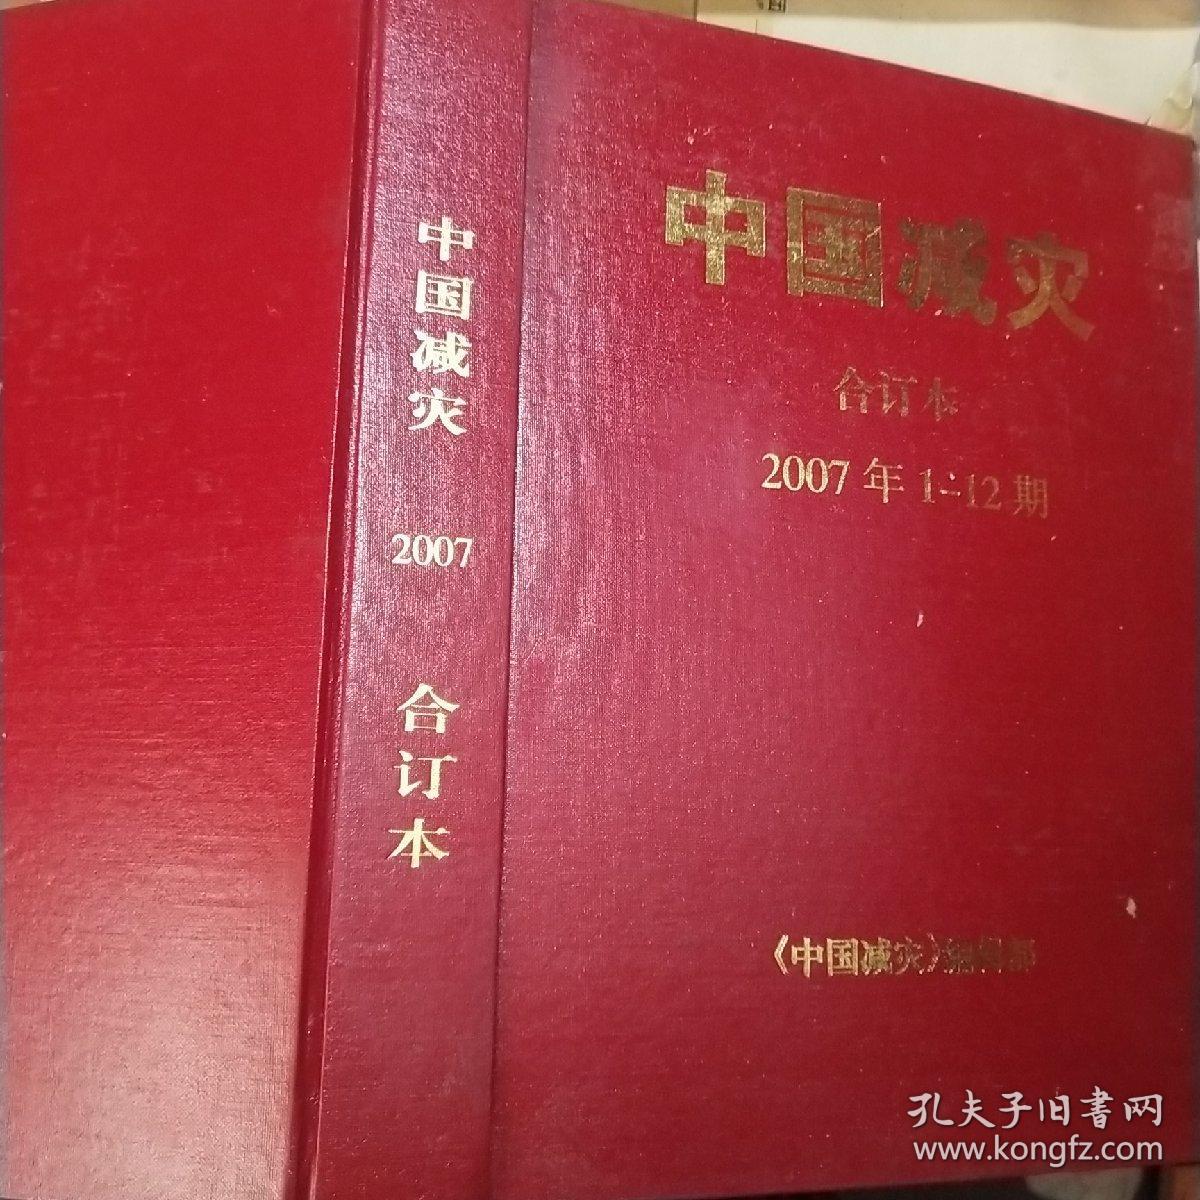 中国减灾
2007
合订本
中国减灾
合订本
2007年1-12期
《中国减灾》编辑部
孔夫子旧書网
www.kongfz.com